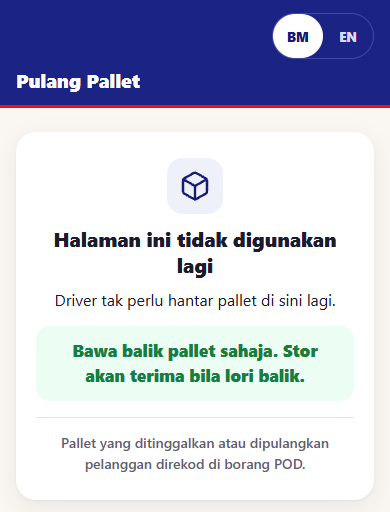 BM EN
Pulang Pallet
Halaman ini tidak digunakan
lagi
Driver tak perlu hantar pallet di sini lagi.
Bawa balik pallet sahaja. Stor
akan terima bila lori balik.
Pallet yang ditinggalkan atau dipulangkan
pelanggan direkod di borang POD.